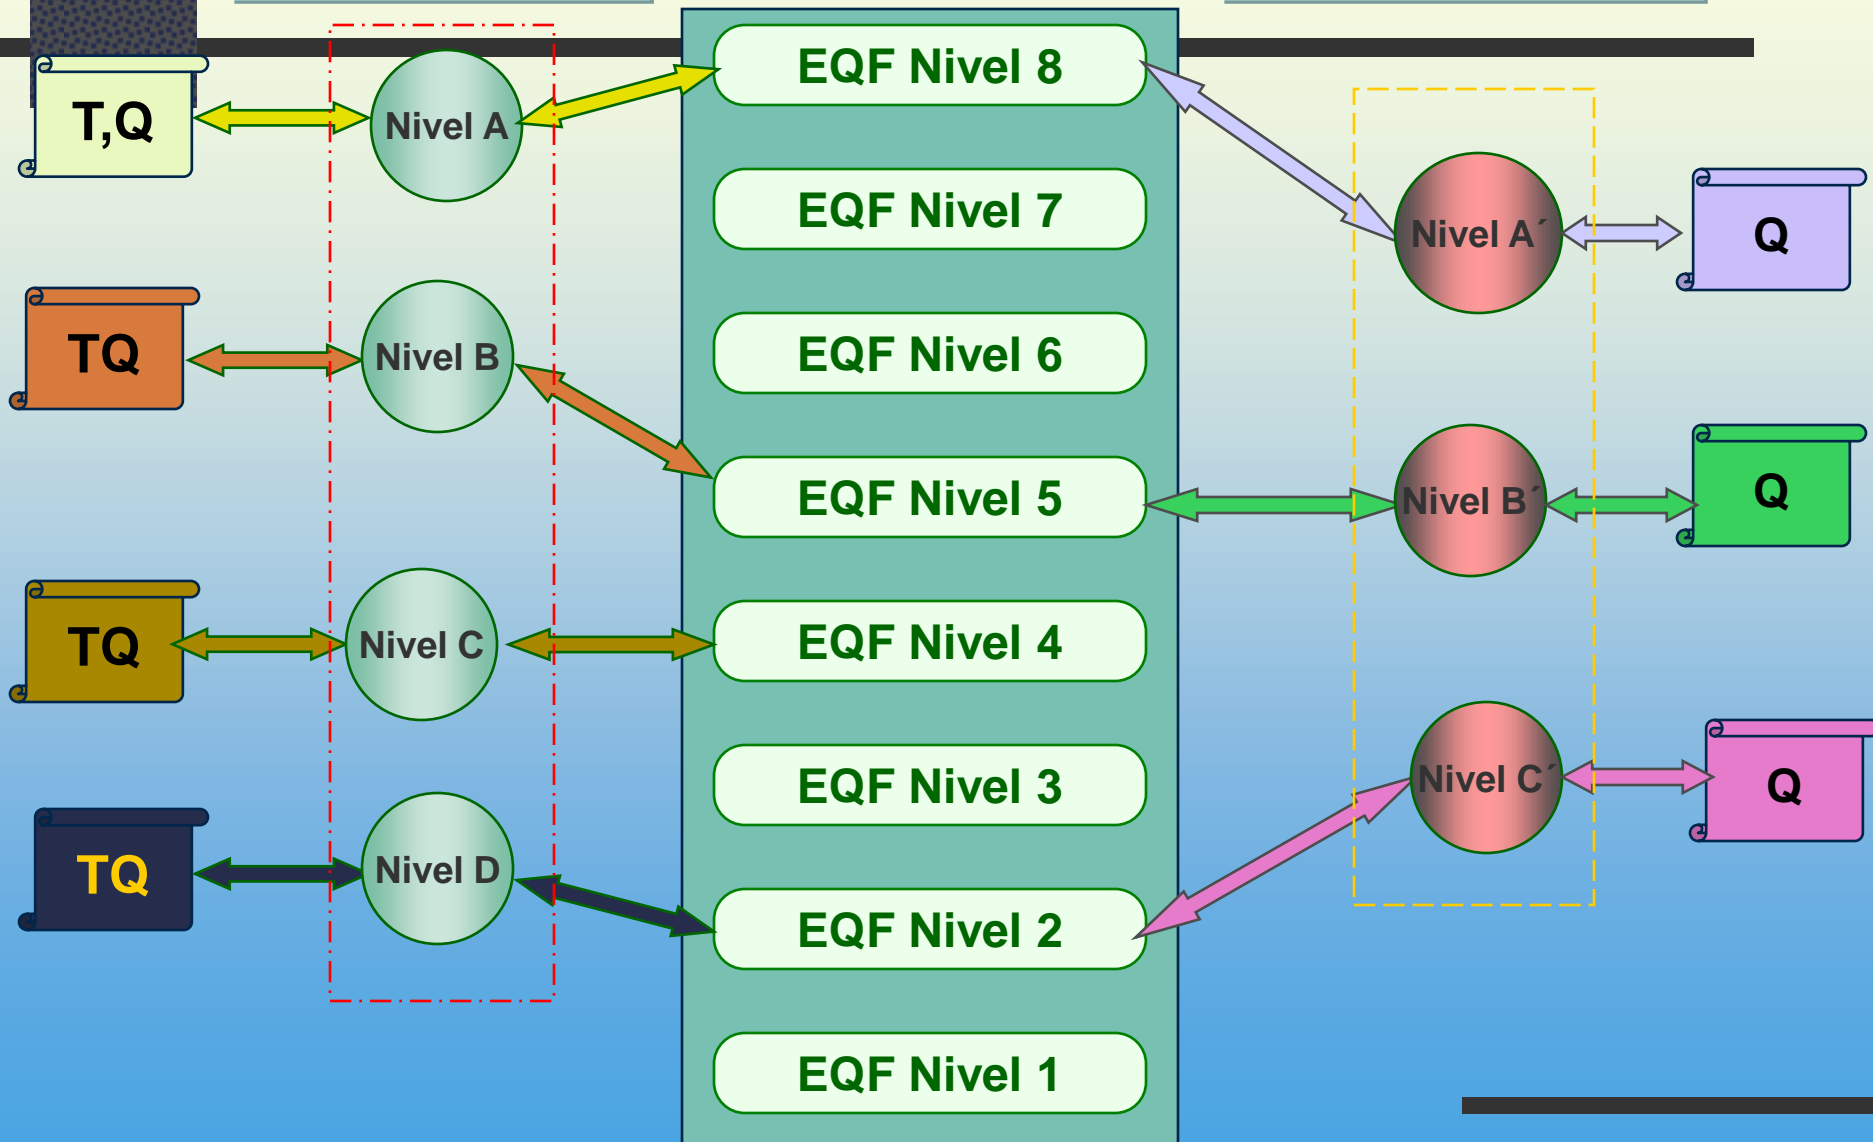 EQF Nivel 8
T,Q
Nivel A
EQF Nivel 7
Nivel A´
Q
TQ
Nivel B
EQF Nivel 6
EQF Nivel 5
Nivel B´
Q
TQ
Nivel C
EQF Nivel 4
EQF Nivel 3
Nivel C´
Q
TQ
Nivel D
EQF Nivel 2
EQF Nivel 1